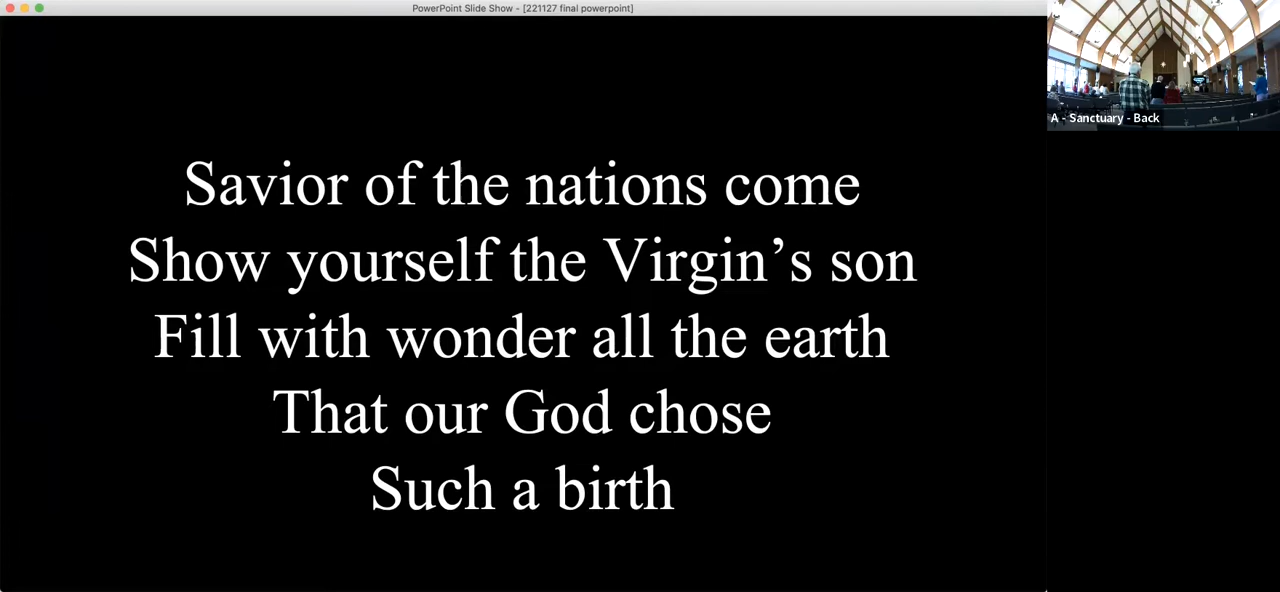 PowerPoint Slide Show - [221127 final powerpoint]
A - Sanctuary - Back
Savior of the nations come
Show yourself the Virgin’s son
Fill with wonder all the earth
That our God chose
Such a birth